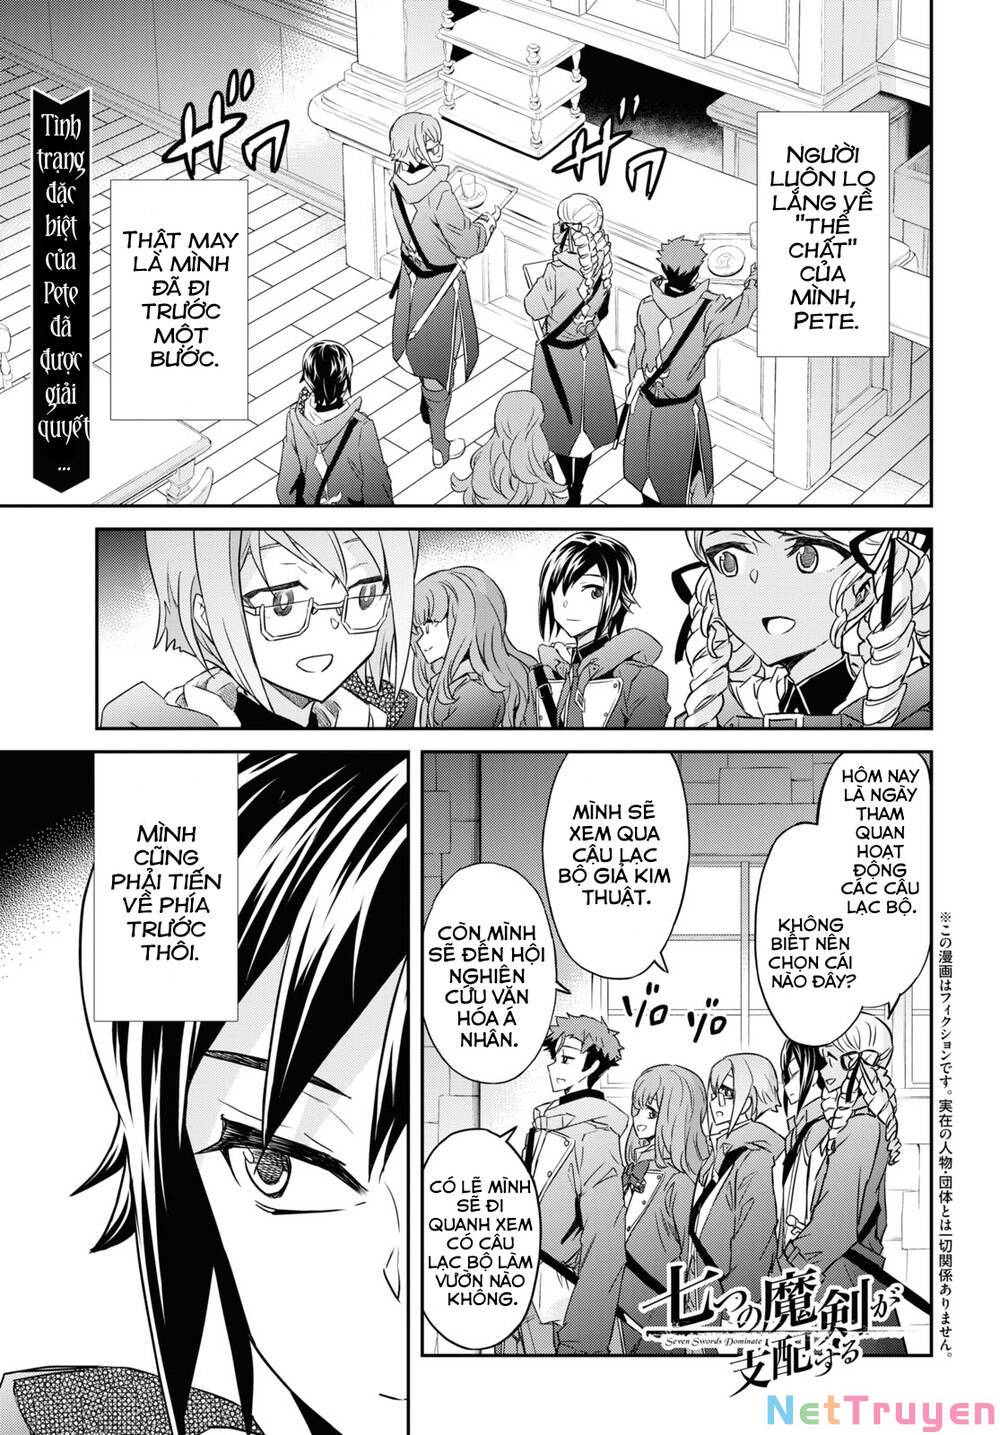 NGƯỜI
LUÔN LO
LẮNG VỀ
"THỂ
CHẤT" CỦA
MÌNH,
PETE.
ザワ
ザワ
THẬT MAY
LÀ MÌNH
ĐÃ ĐI
TRƯỚC
MỘT
BƯỚC.
Tình
trạng
đặc
biệt
của
Pete
đã
được
giải
quyết
...
HÔM NAY
LÀ NGÀY
THAM
QUAN
HOẠT
ĐỘNG
CÁC CÂU
LẠC BỘ.
KHÔNG
BIẾT NÊN
CHỌN CÁI
NÀO ĐÂY?
MÌNH SẼ
XEM QUA
CÂU LẠC
BỘ GIẢ KIM
THUẬT.
CÒN MÌNH
SẼ ĐẾN HỘI
NGHIÊN
CỨU VĂN
HÓA Á
NHÂN.
ゾロ
ゾロ
CÓ LẼ MÌNH
SẼ ĐI
QUANH XEM
CÓ CÂU
LẠC BỘ LÀM
VƯỜN NÀO
KHÔNG.
MÌNH
CŨNG
PHẢI TIẾN
VỀ PHÍA
TRƯỚC
THÔI.
七つの魔剣が
Seven Swords Dominate
支配する
※この漫画はフィクションです。実在の人物・団体とは一切関係ありません。
NetTruyen